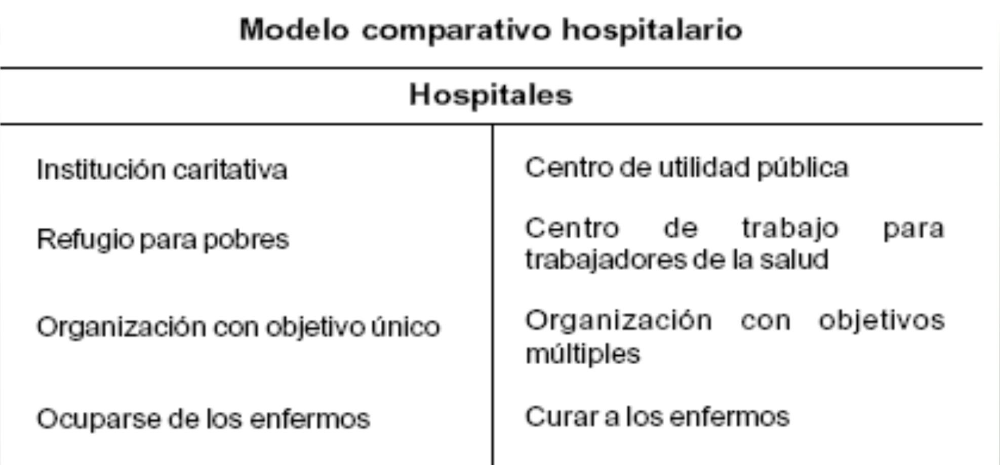 Modelo comparativo hospitalario
Hospitales
Institución caritativa
Centro de utilidad pública
Refugio para pobres
Centro de trabajo para
trabajadores de la salud
Organización con objetivo único
Organización con objetivos
múltiples
Ocuparse de los enfermos
Curar a los enfermos